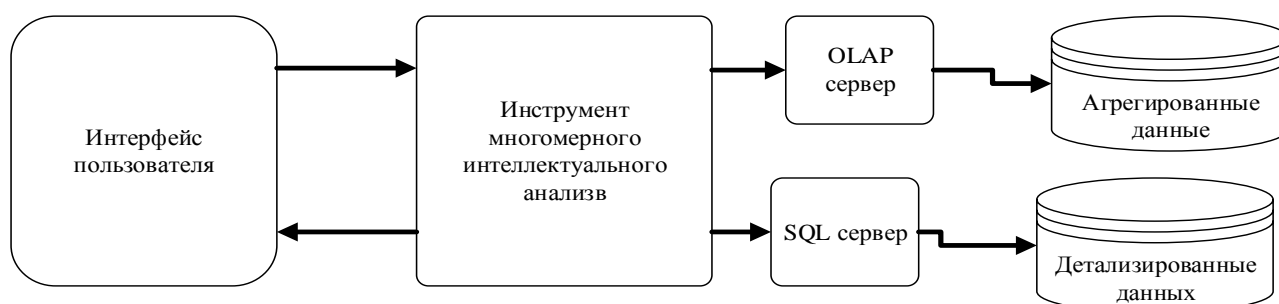 Интерфейс
пользователя
Инструмент
многомерного
интеллектуального
анализв
OLAP
сервер
Агрегированные
данные
SQL сервер
Детализированные
данных